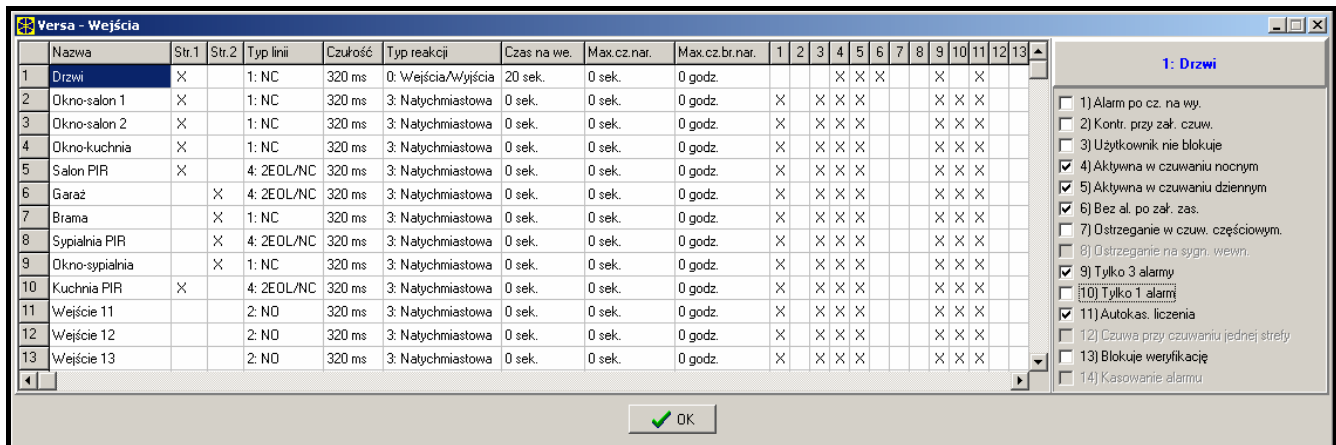 Versa - Wejścia
Nazwa Str.1 Str.2 Typ linii Czułość Typ reakcji Czas na we. Max.cz.nar. Max.cz.br.nar. 1 2 3 4 5 6 7 8 9 10 11 12 13
1 Drzwi X 1: NC 320 ms 0: Wejścia/Wyjścia 20 sek. 0 sek. 0 godz. X X X X X
2 Okno-salon 1 X 1: NC 320 ms 3: Natychmiastowa 0 sek. 0 sek. 0 godz. X X X X X X X
3 Okno-salon 2 X 1: NC 320 ms 3: Natychmiastowa 0 sek. 0 sek. 0 godz. X X X X X X X
4 Okno-kuchnia X 1: NC 320 ms 3: Natychmiastowa 0 sek. 0 sek. 0 godz. X X X X X X X
5 Salon PIR X 4: 2EOL/NC 320 ms 3: Natychmiastowa 0 sek. 0 sek. 0 godz. X X X X X X X
6 Garaż X 4: 2EOL/NC 320 ms 3: Natychmiastowa 0 sek. 0 sek. 0 godz. X X X X X X X
7 Brama X 1: NC 320 ms 3: Natychmiastowa 0 sek. 0 sek. 0 godz. X X X X X X X
8 Sypialnia PIR X 4: 2EOL/NC 320 ms 3: Natychmiastowa 0 sek. 0 sek. 0 godz. X X X X X X X
9 Okno-sypialnia X 1: NC 320 ms 3: Natychmiastowa 0 sek. 0 sek. 0 godz. X X X X X X X
10 Kuchnia PIR X 4: 2EOL/NC 320 ms 3: Natychmiastowa 0 sek. 0 sek. 0 godz. X X X X X X X
11 Wejście 11 2: NO 320 ms 3: Natychmiastowa 0 sek. 0 sek. 0 godz. X X X X X X X
12 Wejście 12 2: NO 320 ms 3: Natychmiastowa 0 sek. 0 sek. 0 godz. X X X X X X X
13 Wejście 13 2: NO 320 ms 3: Natychmiastowa 0 sek. 0 sek. 0 godz. X X X X X X X
1: Drzwi
1) Alarm po cz. na wy.
2) Kontr. przy zał. czuw.
3) Użytkownik nie blokuje
4) Aktywna w czuwaniu nocnym
5) Aktywna w czuwaniu dziennym
6) Bez al. po zał. zas.
7) Ostrzeganie w czuw. częściowym.
8) Ostrzeganie na sygn. wewn.
9) Tylko 3 alarmy
10) Tylko 1 alarm
11) Autokas. liczenia
12) Czuwa przy czuwaniu jednej strefy
13) Blokuje weryfikację
14) Kasowanie alarmu
OK